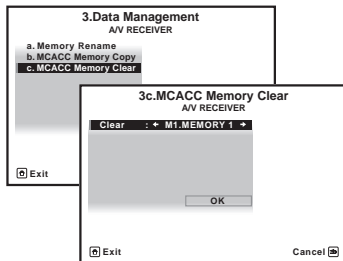 3.Data Management
A/V RECEIVER
a. Memory Rename
b. MCACC Memory Copy
c. MCACC Memory Clear
Exit
3c.MCACC Memory Clear
A/V RECEIVER
Clear : M1.MEMORY 1
OK
Exit
Cancel